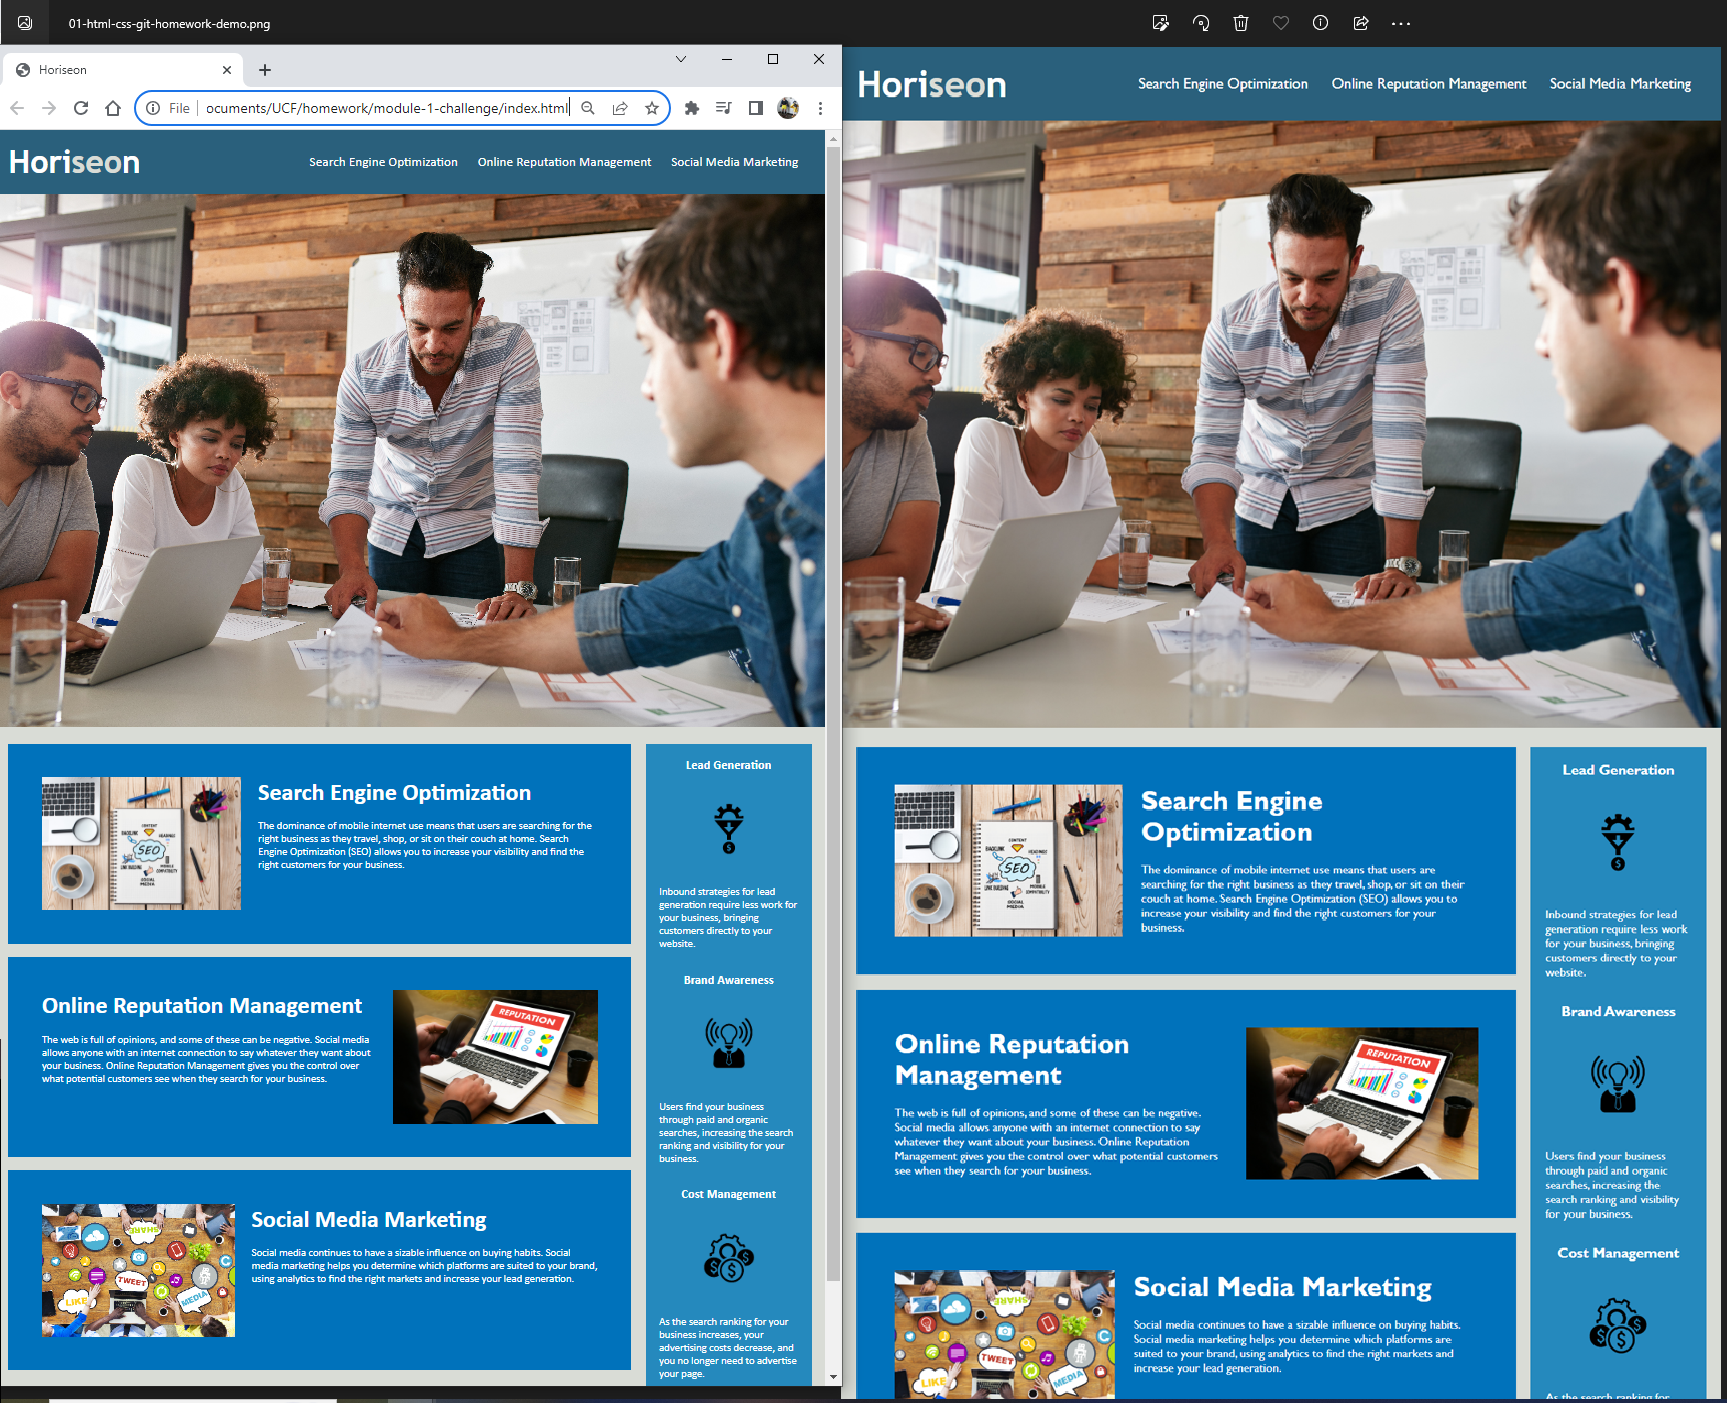 01-html-css-git-homework-demo.png
Horiseon
File
ocuments/UCF/homework/module-1-challenge/index.html
Horiseon
Search Engine Optimization Online Reputation Management Social Media Marketing
Search Engine Optimization
The dominance of mobile internet use means that users are searching for the
right business as they travel, shop, or sit on their couch at home. Search
Engine Optimization (SEO) allows you to increase your visibility and find the
right customers for your business.
SEO
Online Reputation Management
The web is full of opinions, and some of these can be negative. Social media
allows anyone with an internet connection to say whatever they want about
your business. Online Reputation Management gives you the control over
what potential customers see when they search for your business.
REPUTATION
Social Media Marketing
Social media continues to have a sizable influence on buying habits. Social
media marketing helps you determine which platforms are suited to your brand,
using analytics to find the right markets and increase your lead generation.
SHARE
TWEET
LIKE
MEDIA
Lead Generation
Inbound strategies for lead
generation require less work for
your business, bringing
customers directly to your
website.
Brand Awareness
Users find your business
through paid and organic
searches, increasing the search
ranking and visibility for your
business.
Cost Management
As the search ranking for your
business increases, your
advertising costs decrease, and
you no longer need to advertise
your page.
Horiseon
Search Engine Optimization Online Reputation Management Social Media Marketing
Search Engine
Optimization
The dominance of mobile internet use means that users are
searching for the right business as they travel, shop, or sit on their
couch at home. Search Engine Optimization (SEO) allows you to
increase your visibility and find the right customers for your
business.
SEO
Online Reputation
Management
The web is full of opinions, and some of these can be negative.
Social media allows anyone with an internet connection to say
whatever they want about your business. Online Reputation
Management gives you the control over what potential customers
see when they search for your business.
REPUTATION
Social Media Marketing
Social media continues to have a sizable influence on buying habits.
Social media marketing helps you determine which platforms are
suited to your brand, using analytics to find the right markets and
increase your lead generation.
SHARE
TWEET
LIKE
MEDIA
Lead Generation
Inbound strategies for lead
generation require less work
for your business, bringing
customers directly to your
website.
Brand Awareness
Users find your business
through paid and organic
searches, increasing the
search ranking and visibility
for your business.
Cost Management
As the search ranking for